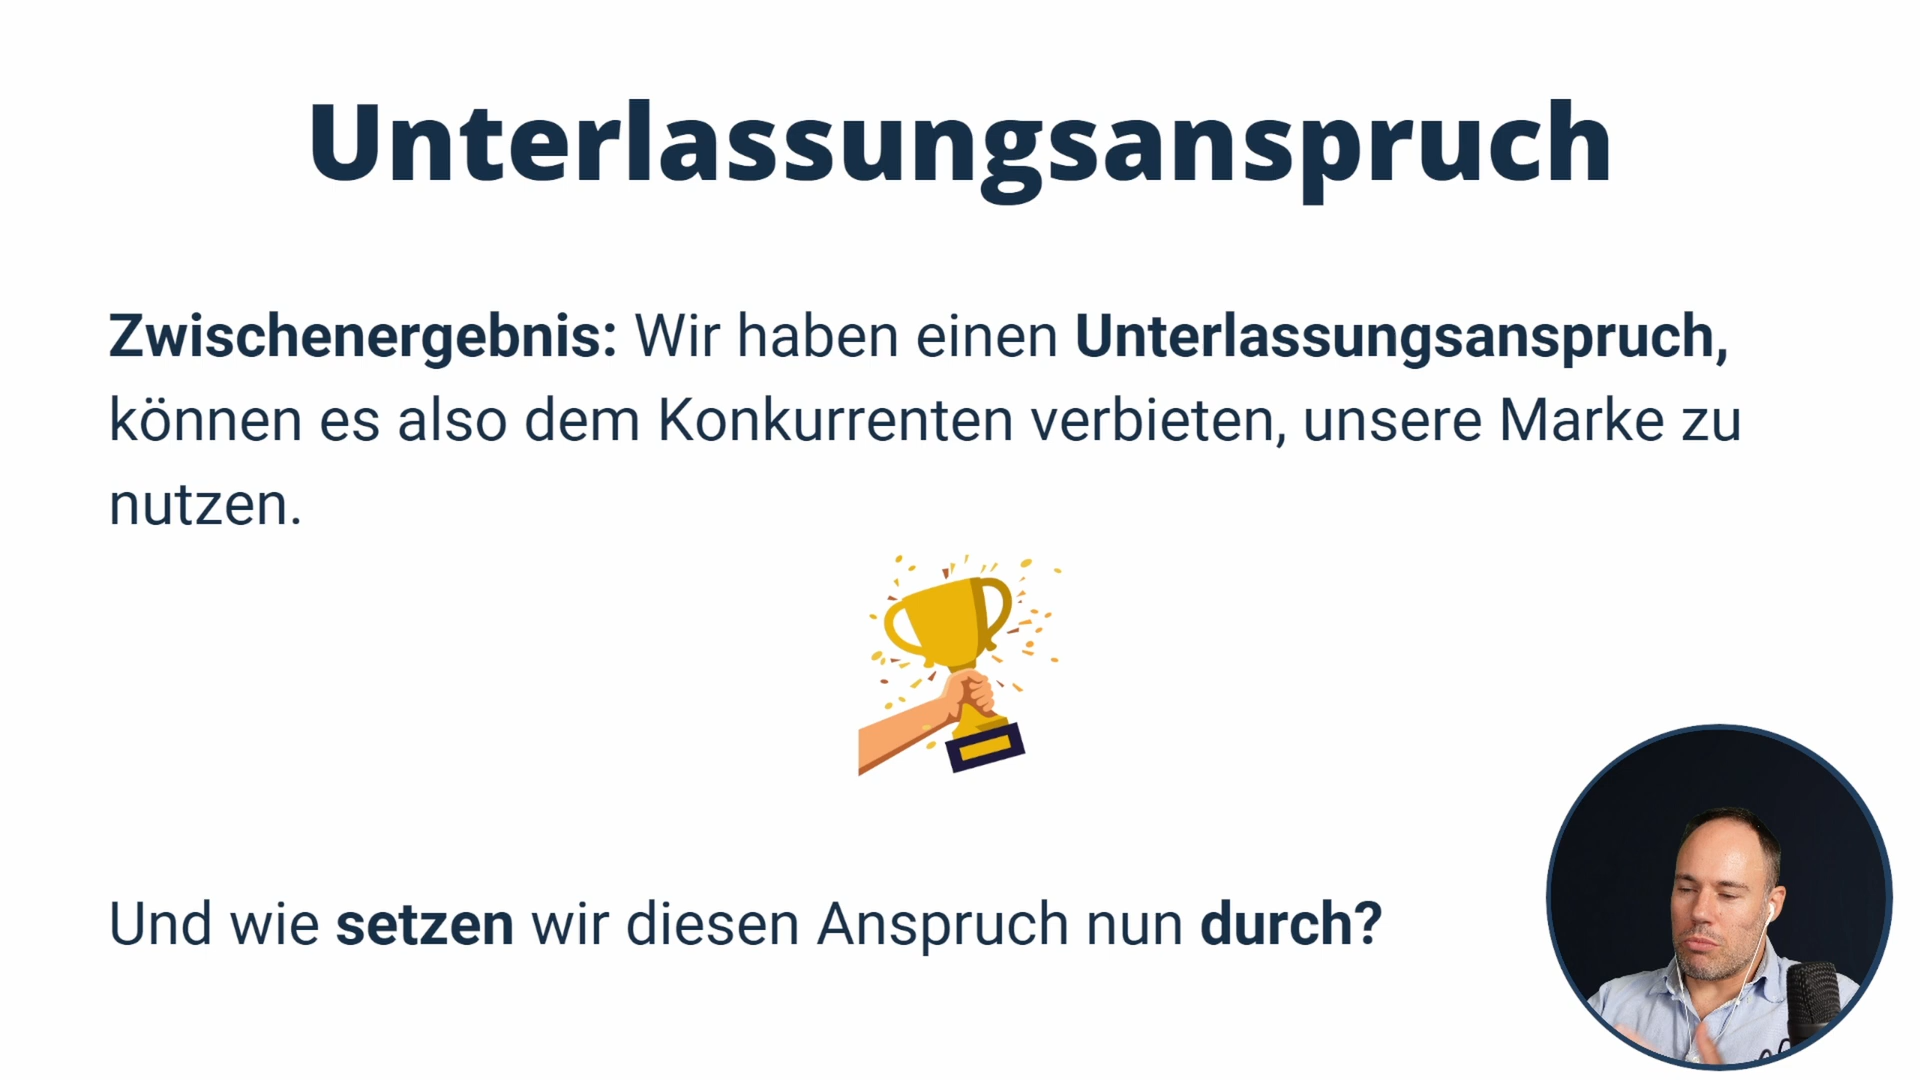 Unterlassungsanspruch
Zwischenergebnis: Wir haben einen Unterlassungsanspruch,
können es also dem Konkurrenten verbieten, unsere Marke zu
nutzen.
Und wie setzen wir diesen Anspruch nun durch?